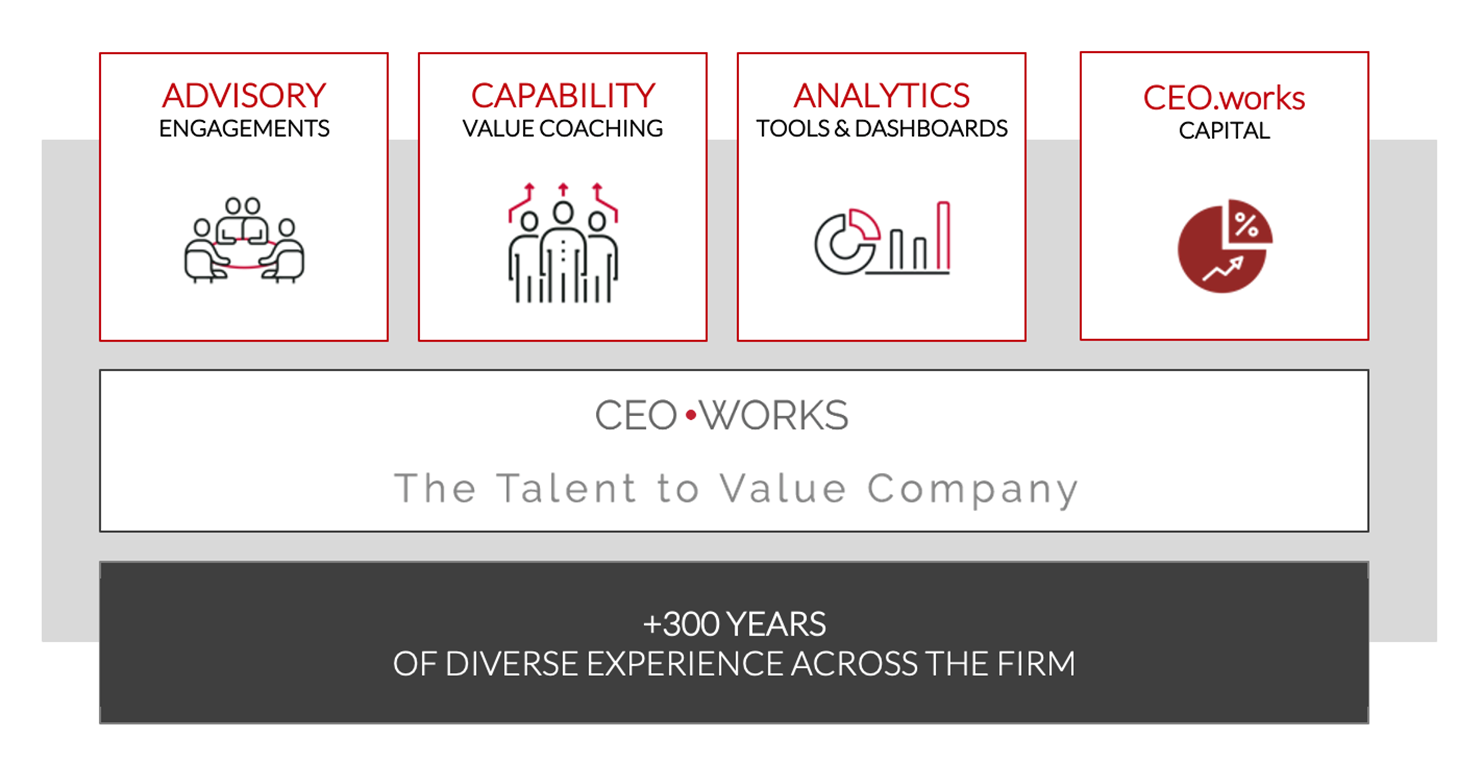 ADVISORY
ENGAGEMENTS
CAPABILITY
VALUE COACHING
ANALYTICS
TOOLS & DASHBOARDS
CEO.works
CAPITAL
%
CEO•WORKS
The Talent to Value Company
+300 YEARS
OF DIVERSE EXPERIENCE ACROSS THE FIRM